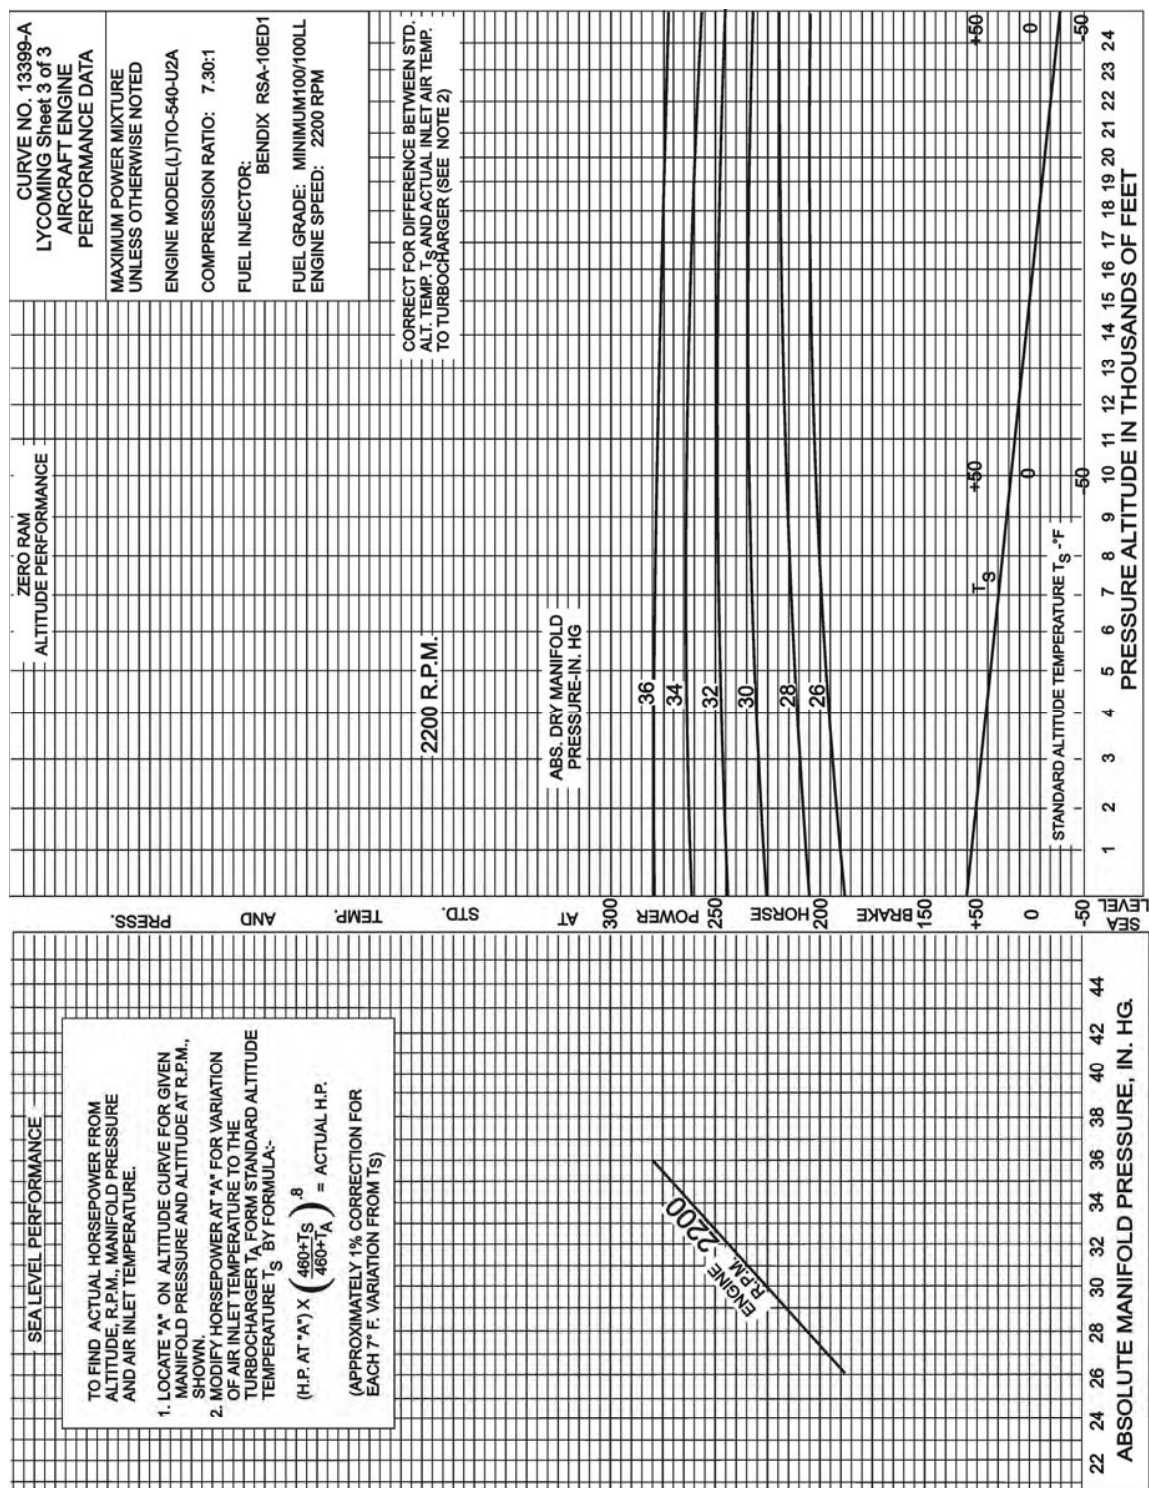 CURVE NO. 13399-A
LYCOMING Sheet 3 of 3
AIRCRAFT ENGINE
PERFORMANCE DATA
MAXIMUM POWER MIXTURE
UNLESS OTHERWISE NOTED
ENGINE MODEL(L)TIO-540-U2A
COMPRESSION RATIO: 7.30:1
FUEL INJECTOR:
BENDIX RSA-10ED1
FUEL GRADE: MINIMUM100/100LL
ENGINE SPEED: 2200 RPM
SEA LEVEL PERFORMANCE
TO FIND ACTUAL HORSEPOWER FROM
ALTITUDE, R.P.M., MANIFOLD PRESSURE
AND AIR INLET TEMPERATURE.
1. LOCATE "A" ON ALTITUDE CURVE FOR GIVEN
MANIFOLD PRESSURE AND ALTITUDE AT R.P.M.,
SHOWN.
2. MODIFY HORSEPOWER AT "A" FOR VARIATION
OF AIR INLET TEMPERATURE TO THE
TURBOCHARGER TA FORM STANDARD ALTITUDE
TEMPERATURE TS BY FORMULA:-
(H.P. AT "A") X (460+TS / 460+TA) .8 = ACTUAL H.P.
(APPROXIMATELY 1% CORRECTION FOR
EACH 7° F. VARIATION FROM TS)
ENGINE 2200
R.P.M.
22 24 26 28 30 32 34 36 38 40 42 44
ABSOLUTE MANIFOLD PRESSURE, IN. HG.
PRESS.
AND
TEMP.
STD.
AT
300
POWER
250
HORSE
200
BRAKE
150
+50
0
-50
SEA
LEVEL
ZERO RAM
ALTITUDE PERFORMANCE
2200 R.P.M.
CORRECT FOR DIFFERENCE BETWEEN STD.
ALT. TEMP. TS AND ACTUAL INLET AIR TEMP.
TO TURBOCHARGER (SEE NOTE 2)
ABS. DRY MANIFOLD
PRESSURE-IN. HG
36
34
32
30
28
26
+50
0
-50
+50
0
-50
TS
STANDARD ALTITUDE TEMPERATURE TS -°F
1 2 3 4 5 6 7 8 9 10 11 12 13 14 15 16 17 18 19 20 21 22 23 24
PRESSURE ALTITUDE IN THOUSANDS OF FEET